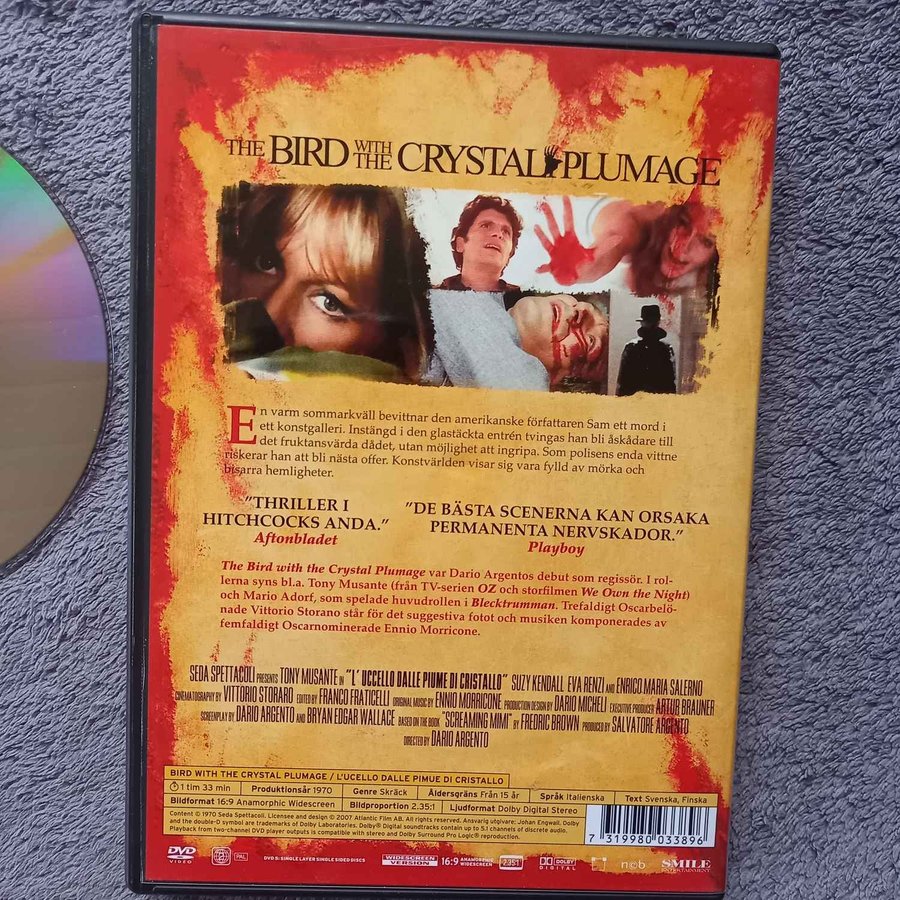 THE BIRD WITH THE CRYSTAL PLUMAGE
En varm sommarkväll bevittnar den amerikanske författaren Sam ett mord i
ett konstgalleri. Instängd i den glastäckta entrén tvingas han bli åskådare till
det fruktansvärda dådet, utan möjlighet att ingripa. Som polisens enda vittne
riskerar han att bli nästa offer. Konstvärlden visar sig vara fylld av mörka och
bisarra hemligheter.
"THRILLER I
HITCHCOCKS ANDA."
Aftonbladet
"DE BÄSTA SCENERNA KAN ORSAKA
PERMANENTA NERVSKADOR."
Playboy
The Bird with the Crystal Plumage var Dario Argentos debut som regissör. I rol-
lerna syns bl.a. Tony Musante (från TV-serien OZ och storfilmen We Own the Night)
och Mario Adorf, som spelade huvudrollen i Blecktrumman. Trefaldigt Oscarbelö-
nade Vittorio Storano står för det suggestiva fotot och musiken komponerades av
femfaldigt Oscarnominerade Ennio Morricone.
SEDA SPETTACOLI PRESENTS TONY MUSANTE IN "L' UCCELLO DALLE PIUME DI CRISTALLO" SUZY KENDALL EVA RENZI AND ENRICO MARIA SALERNO
CINEMATOGRAPHY BY VITTORIO STORARO EDITED BY FRANCO FRATICELLI ORIGINAL MUSIC BY ENNIO MORRICONE PRODUCTION DESIGN BY DARIO MICHELI EXECUTIVE PRODUCER ARTUR BRAUNER
SCREENPLAY BY DARIO ARGENTO AND BRYAN EDGAR WALLACE BASED ON THE BOOK "SCREAMING MIMI" BY FREDRIC BROWN PRODUCED BY SALVATORE ARGENTO
DIRECTED BY DARIO ARGENTO
BIRD WITH THE CRYSTAL PLUMAGE / L'UCELLO DALLE PIMUE DI CRISTALLO
1 tim 33 min Produktionsår 1970 Genre Skräck Åldersgräns Från 15 år Språk Italienska Text Svenska, Finska
Bildformat 16:9 Anamorphic Widescreen Bildproportion 2.35:1 Ljudformat Dolby Digital Stereo
Content © 1970 Seda Spettacoli. Licensee and design © 2007 Atlantic Film AB. All rights reserved. Ansvarig utgivare: Johan Engwall. Dolby
and the double-D symbol are trademarks of Dolby Laboratories. Dolby® Digital soundtracks contain up to 5.1 channels of discrete audio.
Playback from two-channel DVD player outputs is compatible with stereo and Dolby Surround Pro Logic® reproduction.
7 319980 033896
DVD VIDEO PAL DVD 5: SINGLE LAYER SINGLE SIDED DISCS WIDESCREEN VERSION 16:9 ANAMORPHIC WIDESCREEN 2.35:1 DOLBY DIGITAL ncb SMILE ENTERTAINMENT